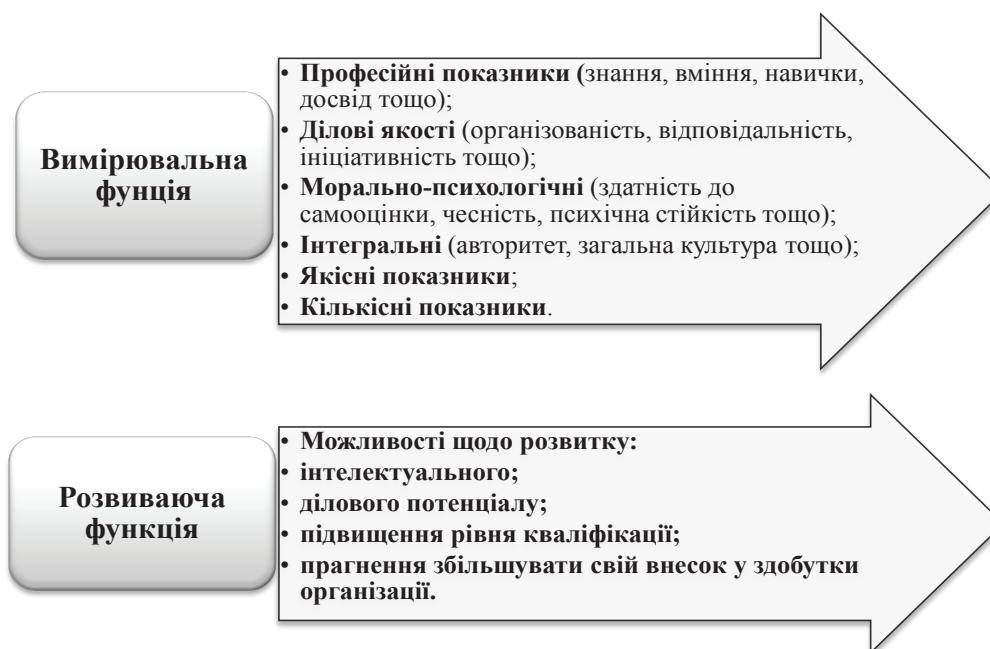 Вимірювальна
фунція
• Професійні показники (знання, вміння, навички,
досвід тощо);
• Ділові якості (організованість, відповідальність,
ініціативність тощо);
• Морально-психологічні (здатність до
самооцінки, чесність, психічна стійкість тощо);
• Інтегральні (авторитет, загальна культура тощо);
• Якісні показники;
• Кількісні показники.
Розвиваюча
функція
• Можливості щодо розвитку:
• інтелектуального;
• ділового потенціалу;
• підвищення рівня кваліфікації;
• прагнення збільшувати свій внесок у здобутки
організації.